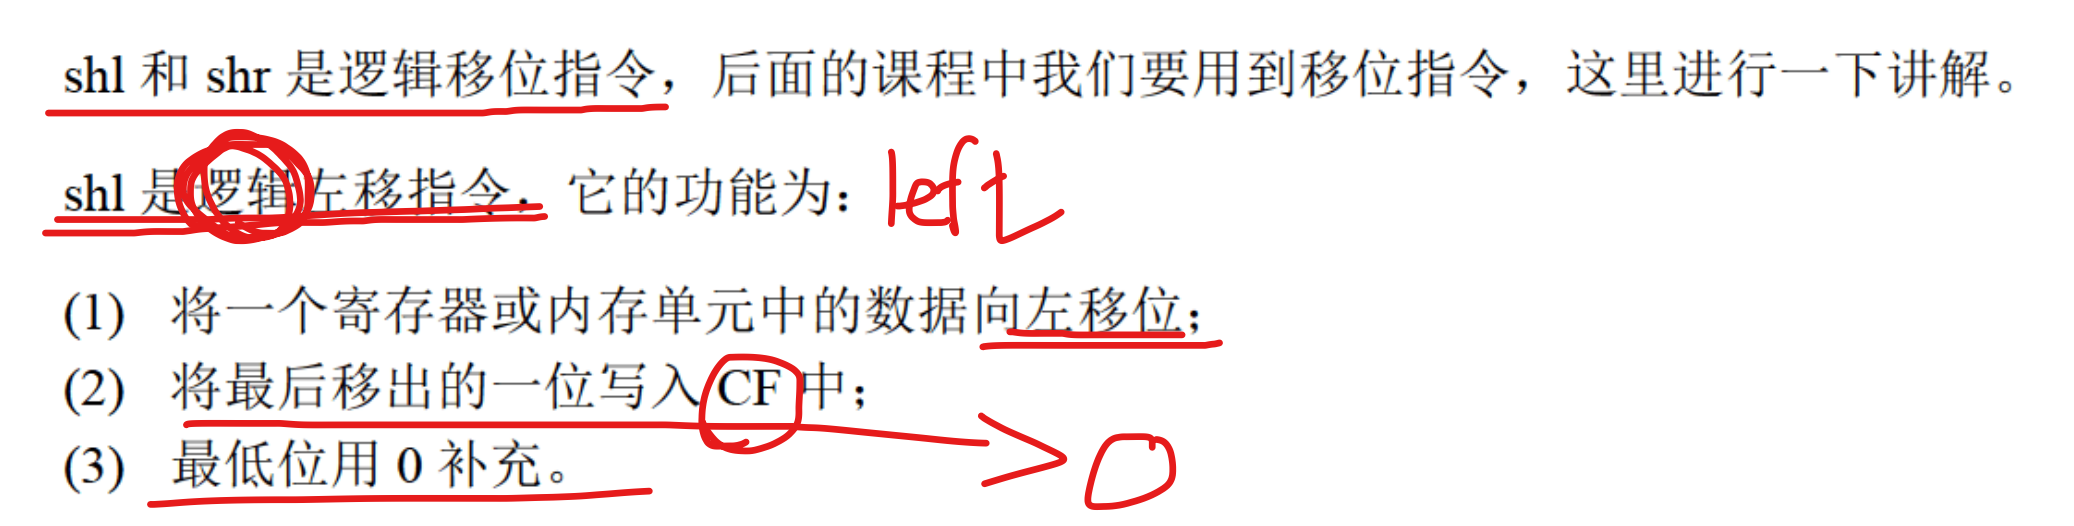 shl 和 shr 是逻辑移位指令，后面的课程中我们要用到移位指令，这里进行一下讲解。
shl 是逻辑左移指令，它的功能为： left
(1) 将一个寄存器或内存单元中的数据向左移位；
(2) 将最后移出的一位写入 CF 中；
(3) 最低位用 0 补充。 0